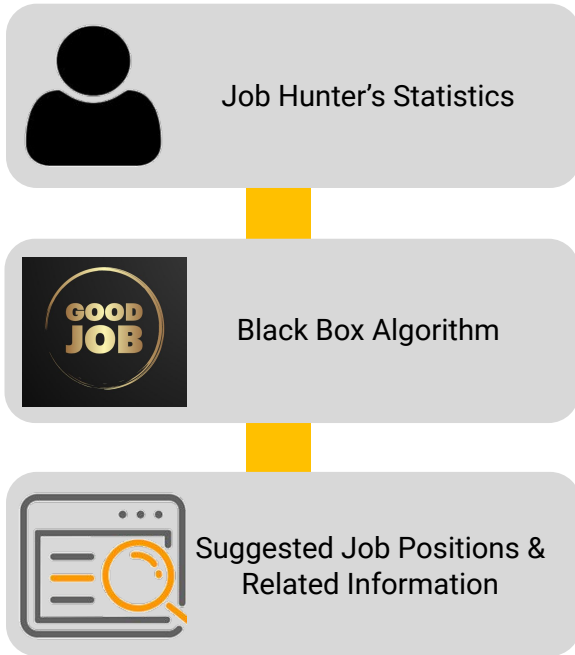 Job Hunter’s Statistics
GOOD
JOB
Black Box Algorithm
Suggested Job Positions &
Related Information